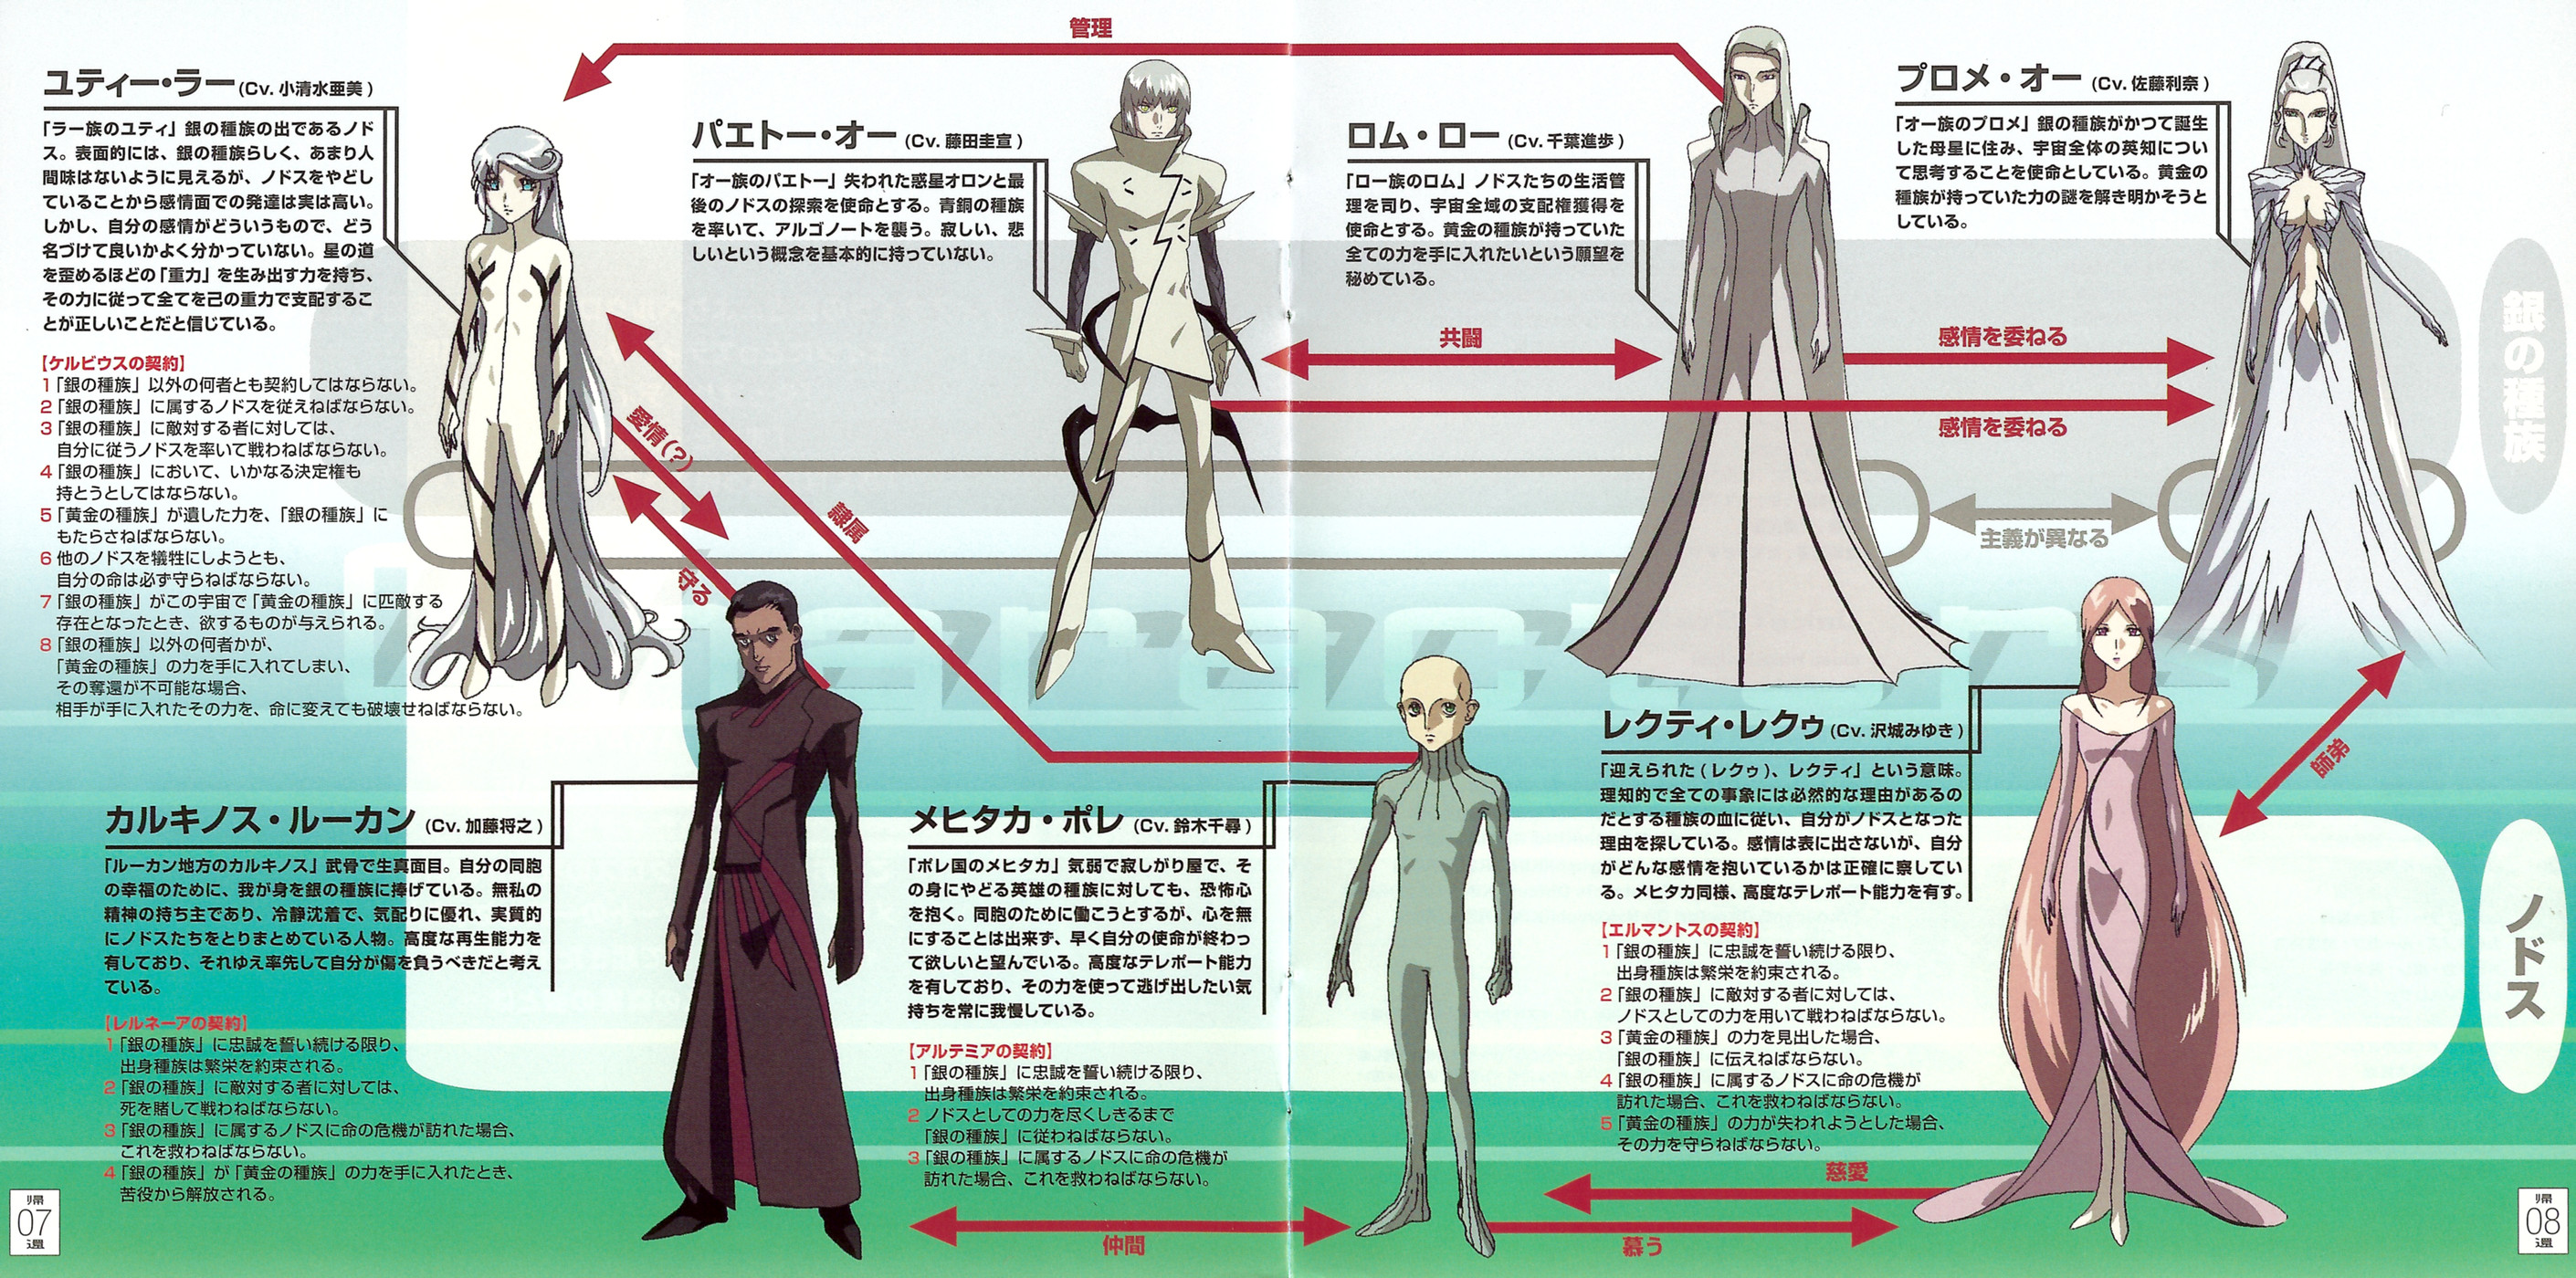 管理
ユティー・ラー(Cv. 小清水亜美)
「ラー族のユティ」銀の種族の出であるノド
ス。表面的には、銀の種族らしく、あまり人
間味はないように見えるが、ノドスをやどし
ていることから感情面での発達は実は高い。
しかし、自分の感情がどういうもので、どう
名づけて良いかよく分かっていない。星の道
を歪めるほどの「重力」を生み出す力を持ち、
その力に従って全てを己の重力で支配するこ
とが正しいことだと信じている。
【ケルビウスの契約】
1「銀の種族」以外の何者とも契約してはならない。
2「銀の種族」に属するノドスを従えねばならない。
3「銀の種族」に敵対する者に対しては、
自分に従うノドスを率いて戦わねばならない。
4「銀の種族」において、いかなる決定権も
持とうとしてはならない。
5「黄金の種族」が遺した力を、「銀の種族」に
もたらさねばならない。
6 他のノドスを犠牲にしようとも、
自分の命は必ず守らねばならない。
7「銀の種族」がこの宇宙で「黄金の種族」に匹敵する
存在となったとき、欲するものが与えられる。
8「銀の種族」以外の何者かが、
「黄金の種族」の力を手に入れてしまい、
その奪還が不可能な場合、
相手が手に入れたその力を、命に変えても破壊せねばならない。
パエトー・オー(Cv. 藤田圭宣)
「オー族のパエトー」失われた惑星オロンと最
後のノドスの探索を使命とする。青銅の種族
を率いて、アルゴノートを襲う。寂しい、悲
しいという概念を基本的に持っていない。
ロム・ロー(Cv. 千葉進歩)
「ロー族のロム」ノドスたちの生活管
理を司り、宇宙全域の支配権獲得を
使命とする。黄金の種族が持っていた
全ての力を手に入れたいという願望を
秘めている。
プロメ・オー(Cv. 佐藤利奈)
「オー族のプロメ」銀の種族がかつて誕生
した母星に住み、宇宙全体の英知につい
て思考することを使命としている。黄金の
種族が持っていた力の謎を解き明かそうと
している。
銀の種族
共闘
感情を委ねる
感情を委ねる
主義が異なる
愛情(?)
隷属
守る
師弟
Characters
カルキノス・ルーカン(Cv. 加藤将之)
「ルーカン地方のカルキノス」武骨で生真面目。自分の同胞
の幸福のために、我が身を銀の種族に捧げている。無私の
精神の持ち主であり、冷静沈着で、気配りに優れ、実質的
にノドスたちをとりまとめている人物。高度な再生能力を
有しており、それゆえ率先して自分が傷を負うべきだと考え
ている。
【レルネーアの契約】
1「銀の種族」に忠誠を誓い続ける限り、
出身種族は繁栄を約束される。
2「銀の種族」に敵対する者に対しては、
死を賭して戦わねばならない。
3「銀の種族」に属するノドスに命の危機が訪れた場合、
これを救わねばならない。
4「銀の種族」が「黄金の種族」の力を手に入れたとき、
苦役から解放される。
メヒタカ・ポレ(Cv. 鈴木千尋)
「ポレ国のメヒタカ」気弱で寂しがり屋で、そ
の身にやどる英雄の種族に対しても、恐怖心
を抱く。同胞のために働こうとするが、心を無
にすることは出来ず、早く自分の使命が終わっ
て欲しいと望んでいる。高度なテレポート能力
を有しており、その力を使って逃げ出したい気
持ちを常に我慢している。
【アルテミアの契約】
1「銀の種族」に忠誠を誓い続ける限り、
出身種族は繁栄を約束される。
2 ノドスとしての力を尽くしきるまで
「銀の種族」に従わねばならない。
3「銀の種族」に属するノドスに命の危機が
訪れた場合、これを救わねばならない。
レクティ・レクゥ(Cv. 沢城みゆき)
「迎えられた(レクゥ)、レクティ」という意味。
理知的で全ての事象には必然的な理由があるの
だとする種族の血に従い、自分がノドスとなった
理由を探している。感情は表に出さないが、自分
がどんな感情を抱いているかは正確に察してい
る。メヒタカ同様、高度なテレポート能力を有す。
【エルマントスの契約】
1「銀の種族」に忠誠を誓い続ける限り、
出身種族は繁栄を約束される。
2「銀の種族」に敵対する者に対しては、
ノドスとしての力を用いて戦わねばならない。
3「黄金の種族」の力を見出した場合、
「銀の種族」に伝えねばならない。
4「銀の種族」に属するノドスに命の危機が
訪れた場合、これを救わねばならない。
5「黄金の種族」の力が失われようとした場合、
その力を守らねばならない。
ノドス
慈愛
仲間
慕う
帰
07
還
帰
08
還